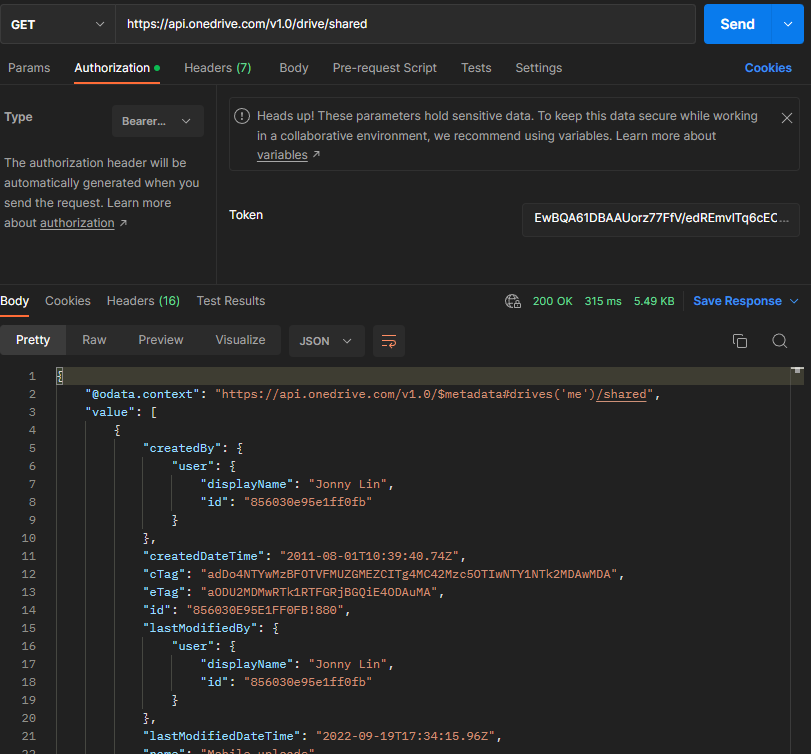 GET https://api.onedrive.com/v1.0/drive/shared Send
Params Authorization Headers (7) Body Pre-request Script Tests Settings Cookies
Type Bearer...
The authorization header will be
automatically generated when you
send the request. Learn more
about authorization ↗
Heads up! These parameters hold sensitive data. To keep this data secure while working
in a collaborative environment, we recommend using variables. Learn more about
variables ↗
Token EwBQA61DBAAUorz77FfV/edREmvlTq6cEC...
Body Cookies Headers (16) Test Results 200 OK 315 ms 5.49 KB Save Response
Pretty Raw Preview Visualize JSON
1 {
2 "@odata.context": "https://api.onedrive.com/v1.0/$metadata#drives('me')/shared",
3 "value": [
4 {
5 "createdBy": {
6 "user": {
7 "displayName": "Jonny Lin",
8 "id": "856030e95e1ff0fb"
9 }
10 },
11 "createdDateTime": "2011-08-01T10:39:40.74Z",
12 "cTag": "adDo4NTYwMzBFOTVFMUZGMEZCITg4MC42Mzc5OTIwNTY1NTk2MDAwMDA",
13 "eTag": "aODU2MDMwRTk1RTFGRjBGQiE4ODAuMA",
14 "id": "856030E95E1FF0FB!880",
15 "lastModifiedBy": {
16 "user": {
17 "displayName": "Jonny Lin",
18 "id": "856030e95e1ff0fb"
19 }
20 },
21 "lastModifiedDateTime": "2022-09-19T17:34:15.96Z",
22 "name": "Mobile uploads"